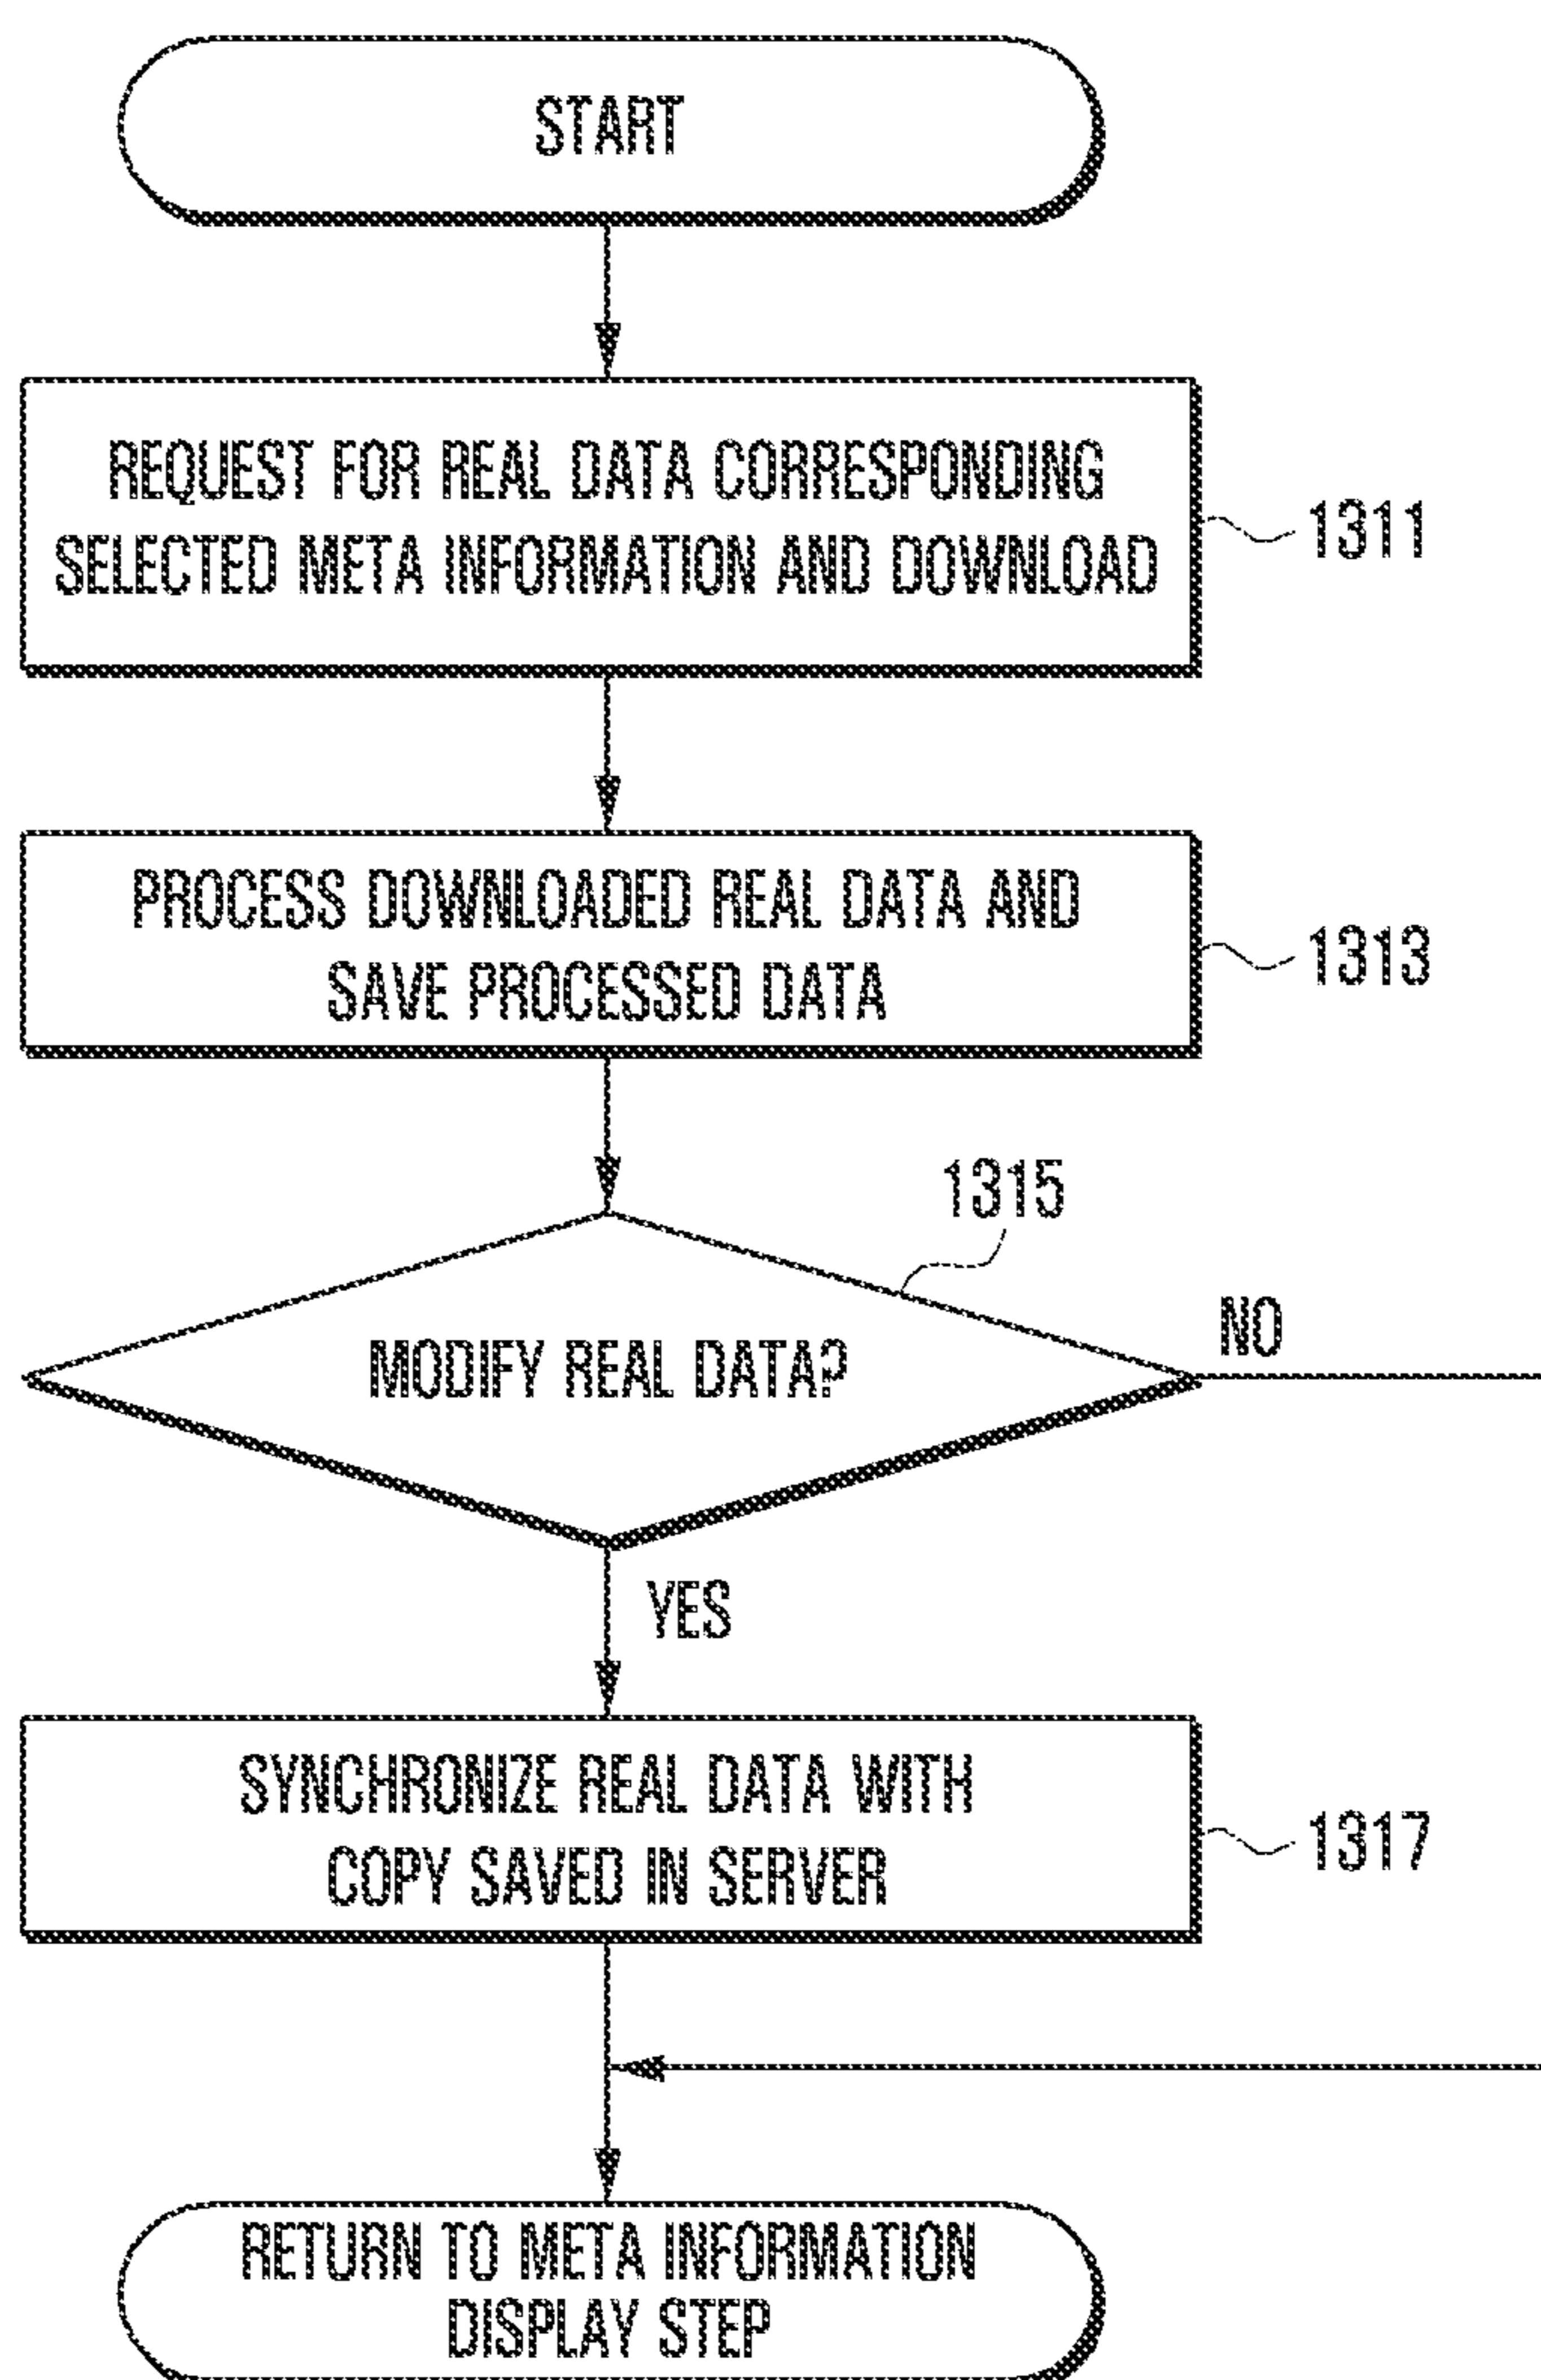 START
REQUEST FOR REAL DATA CORRESPONDING
SELECTED META INFORMATION AND DOWNLOAD
1311
PROCESS DOWNLOADED REAL DATA AND
SAVE PROCESSED DATA
1313
1315
MODIFY REAL DATA?
NO
YES
SYNCHRONIZE REAL DATA WITH
COPY SAVED IN SERVER
1317
RETURN TO META INFORMATION
DISPLAY STEP